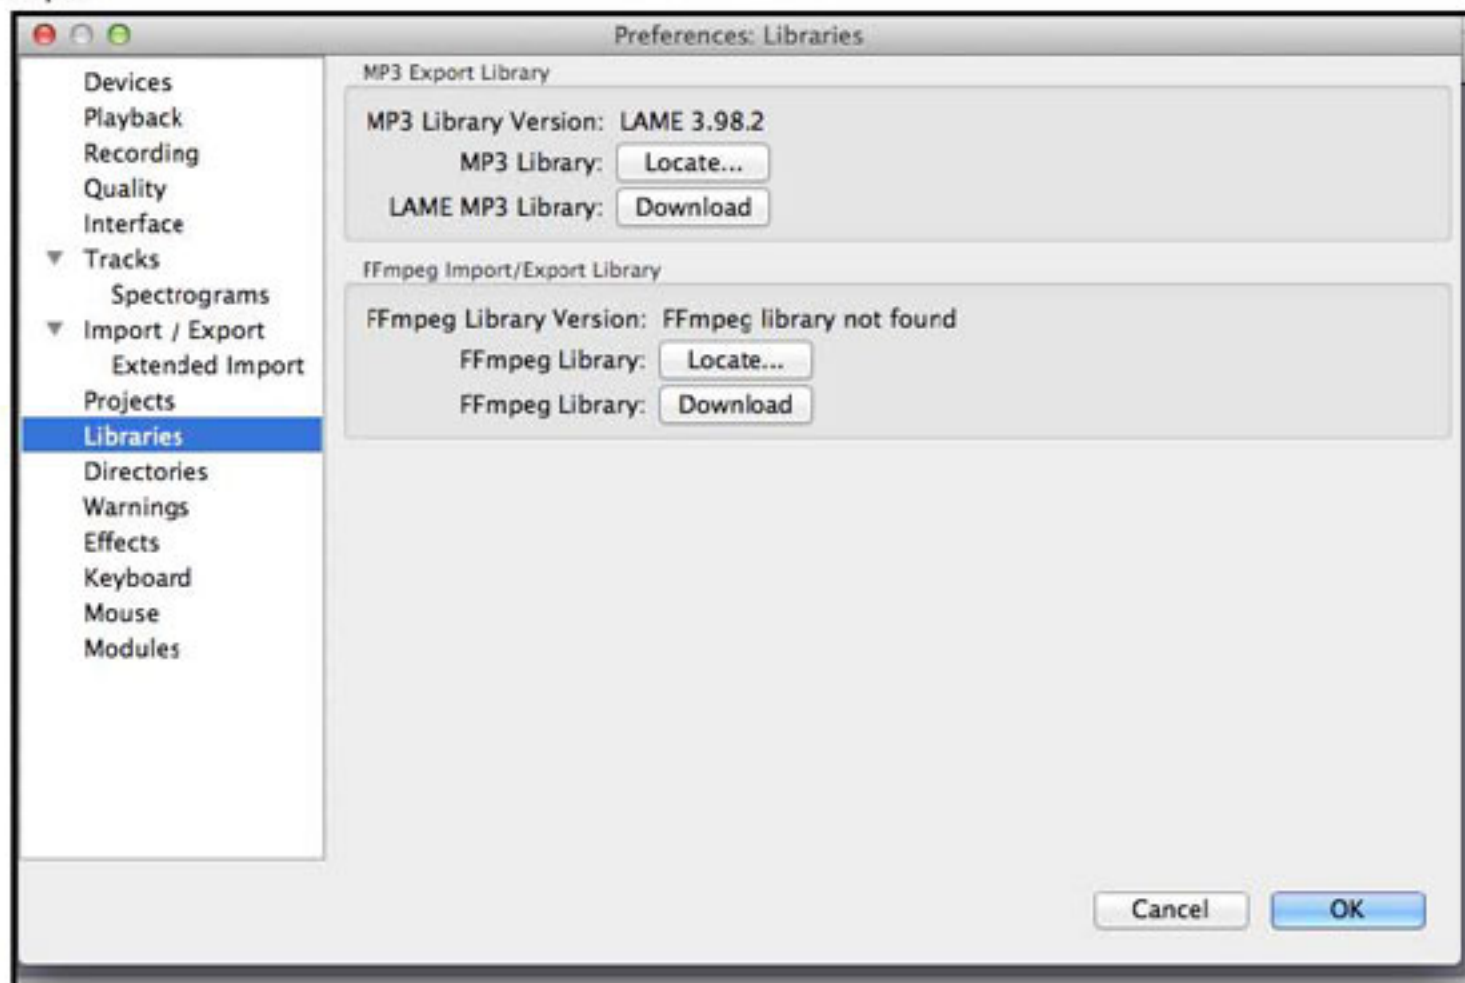 Preferences: Libraries
Devices
Playback
Recording
Quality
Interface
Tracks
Spectrograms
Import / Export
Extended Import
Projects
Libraries
Directories
Warnings
Effects
Keyboard
Mouse
Modules
MP3 Export Library
MP3 Library Version: LAME 3.98.2
MP3 Library: Locate...
LAME MP3 Library: Download
FFmpeg Import/Export Library
FFmpeg Library Version: FFmpeg library not found
FFmpeg Library: Locate...
FFmpeg Library: Download
Cancel OK